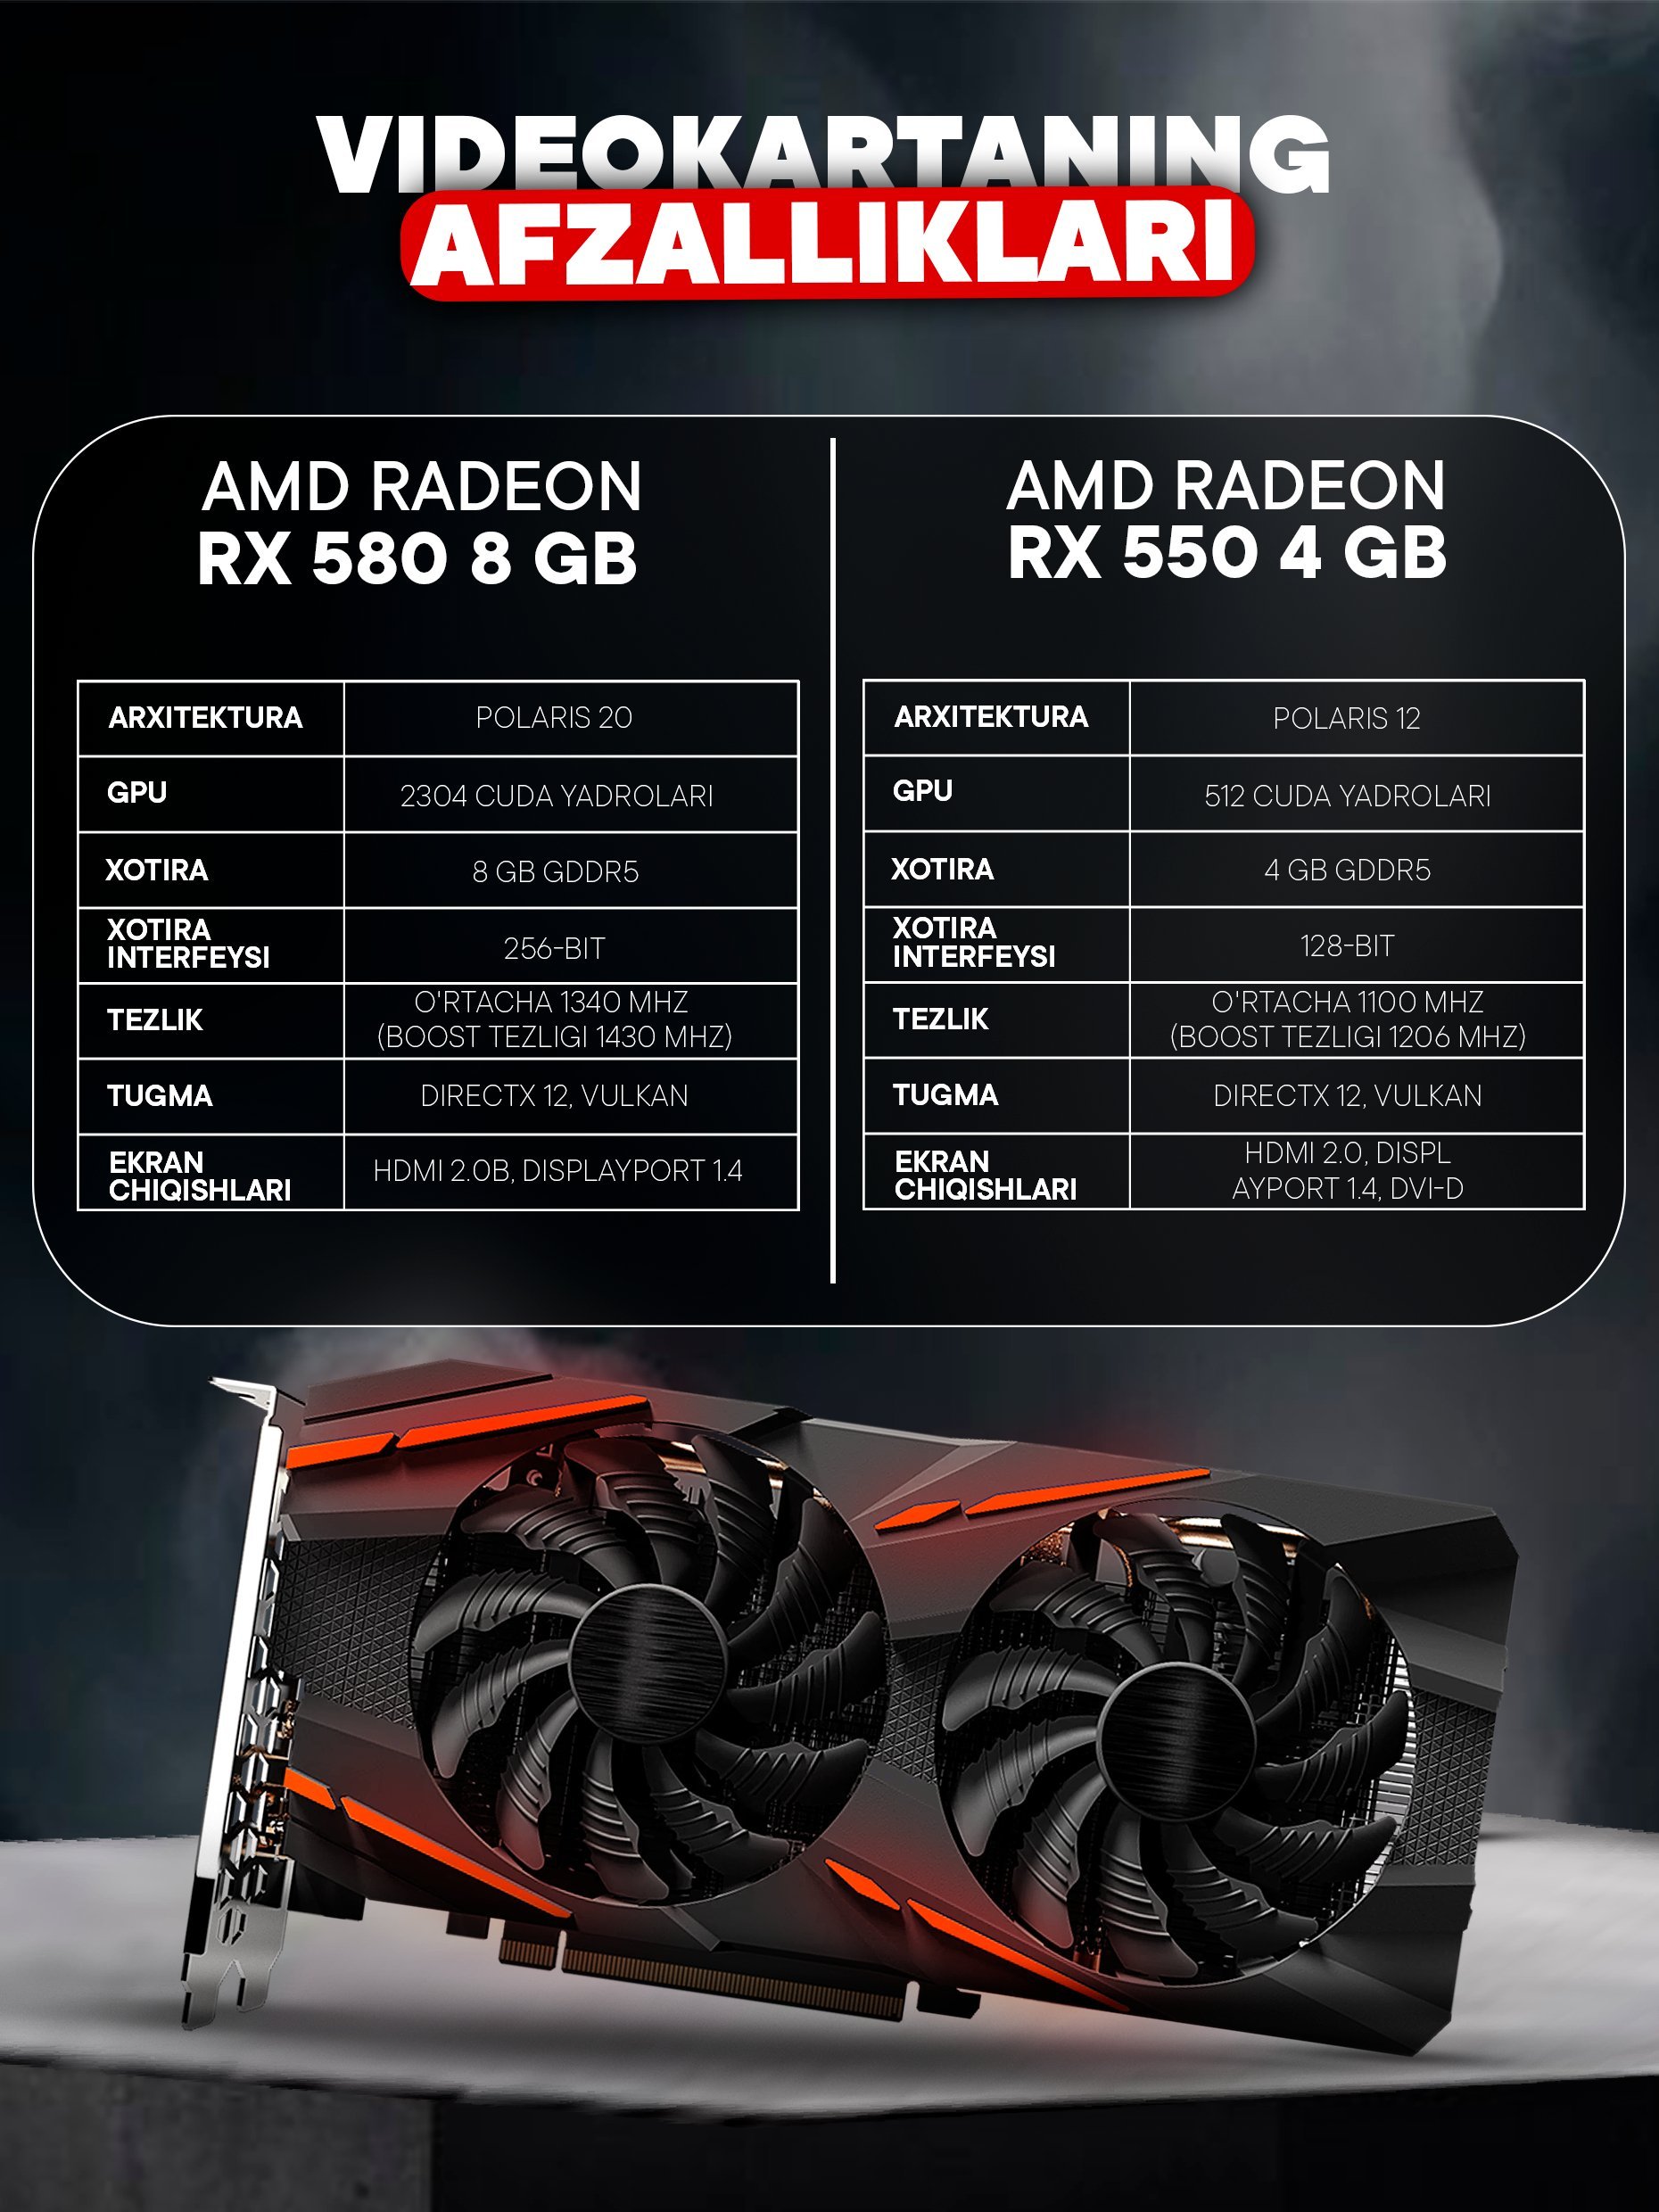 VIDEOKARTANING
AFZALLIKLARI
AMD RADEON
RX 580 8 GB
ARXITEKTURA
POLARIS 20
GPU
2304 CUDA YADROLARI
XOTIRA
8 GB GDDR5
XOTIRA
INTERFEYSI
256-BIT
TEZLIK
O'RTACHA 1340 MHZ
(BOOST TEZLIGI 1430 MHZ)
TUGMA
DIRECTX 12, VULKAN
EKRAN
CHIQISHLARI
HDMI 2.0B, DISPLAYPORT 1.4
AMD RADEON
RX 550 4 GB
ARXITEKTURA
POLARIS 12
GPU
512 CUDA YADROLARI
XOTIRA
4 GB GDDR5
XOTIRA
INTERFEYSI
128-BIT
TEZLIK
O'RTACHA 1100 MHZ
(BOOST TEZLIGI 1206 MHZ)
TUGMA
DIRECTX 12, VULKAN
EKRAN
CHIQISHLARI
HDMI 2.0, DISPL
AYPORT 1.4, DVI-D